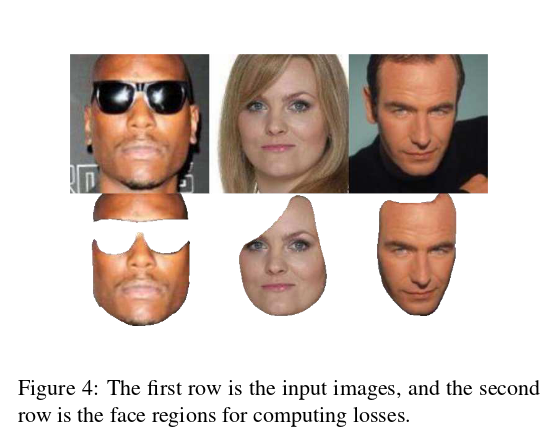 Figure 4: The first row is the input images, and the second
row is the face regions for computing losses.